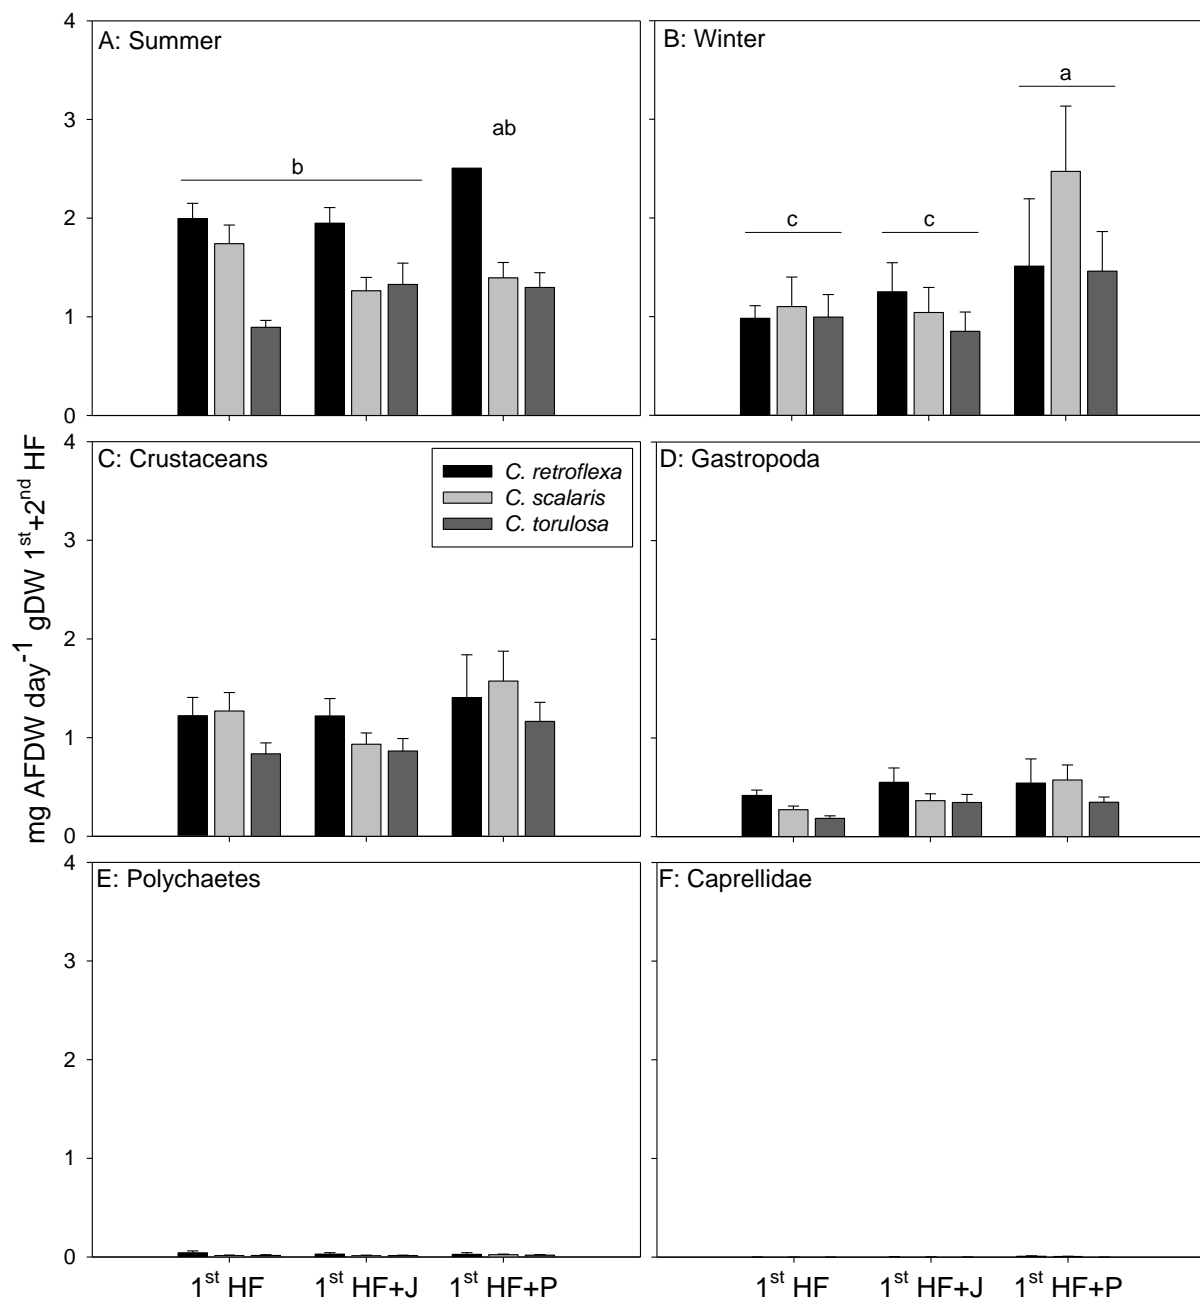 A: Summer
B: Winter
4
3
2
1
0
b
ab
c
c
a
mg AFDW day⁻¹ gDW 1ˢᵗ+2ⁿᵈ HF
C: Crustaceans
D: Gastropoda
C. retroflexa
C. scalaris
C. torulosa
4
3
2
1
0
E: Polychaetes
F: Caprellidae
4
3
2
1
0
1ˢᵗ HF 1ˢᵗ HF+J 1ˢᵗ HF+P
1ˢᵗ HF 1ˢᵗ HF+J 1ˢᵗ HF+P